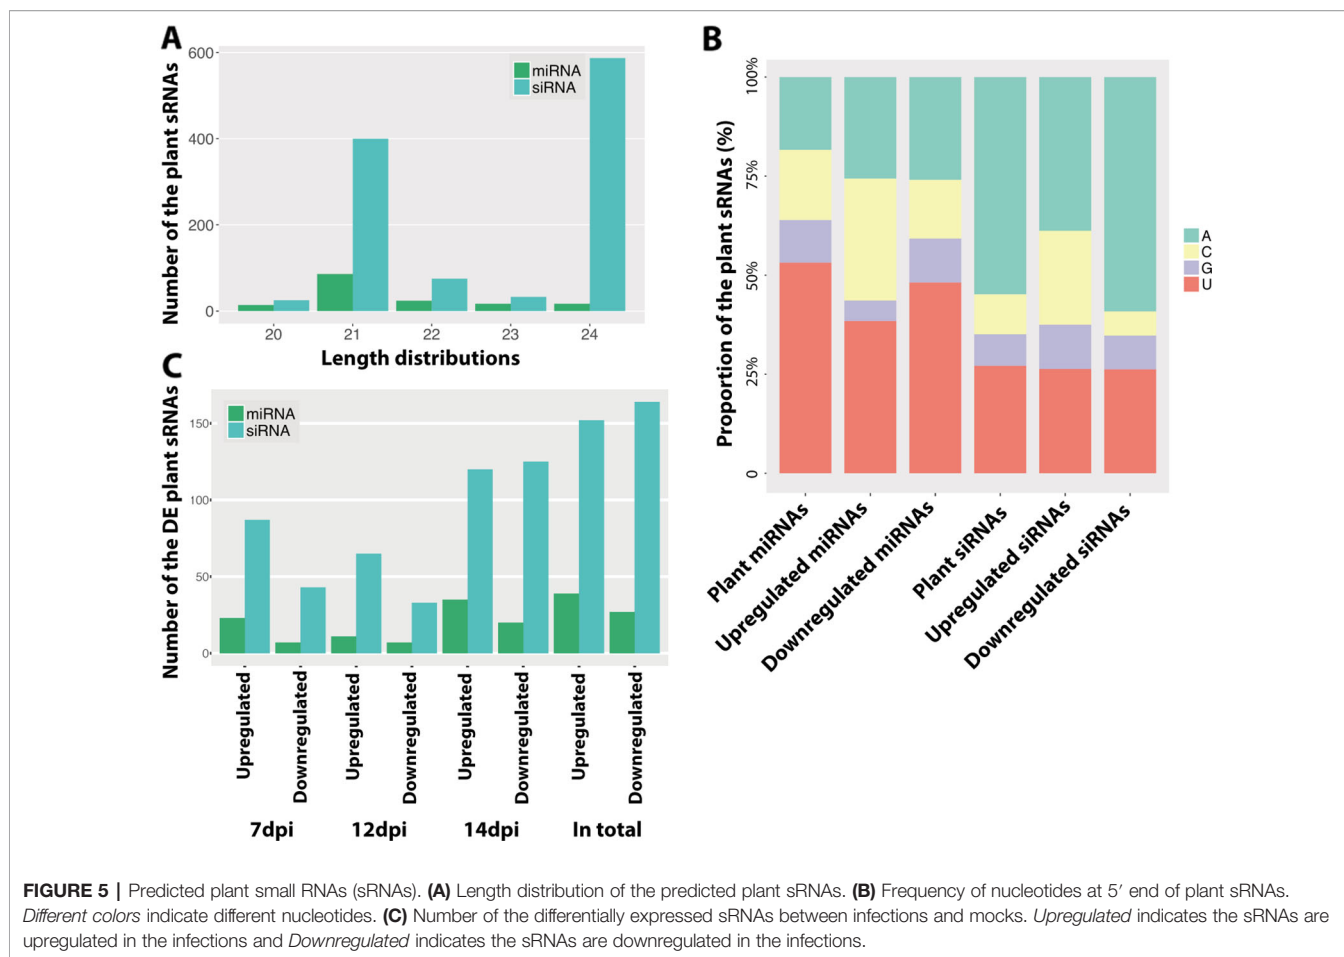 A
Number of the plant sRNAs
600
400
200
0
miRNA
siRNA
20 21 22 23 24
Length distributions
B
Proportion of the plant sRNAs (%)
100%
75%
50%
25%
0
A
C
G
U
Plant miRNAs
Upregulated miRNAs
Downregulated miRNAs
Plant siRNAs
Upregulated siRNAs
Downregulated siRNAs
C
Number of the DE plant sRNAs
150
100
50
0
miRNA
siRNA
Upregulated
Downregulated
Upregulated
Downregulated
Upregulated
Downregulated
Upregulated
Downregulated
7dpi 12dpi 14dpi In total
FIGURE 5 | Predicted plant small RNAs (sRNAs). (A) Length distribution of the predicted plant sRNAs. (B) Frequency of nucleotides at 5′ end of plant sRNAs.
Different colors indicate different nucleotides. (C) Number of the differentially expressed sRNAs between infections and mocks. Upregulated indicates the sRNAs are
upregulated in the infections and Downregulated indicates the sRNAs are downregulated in the infections.